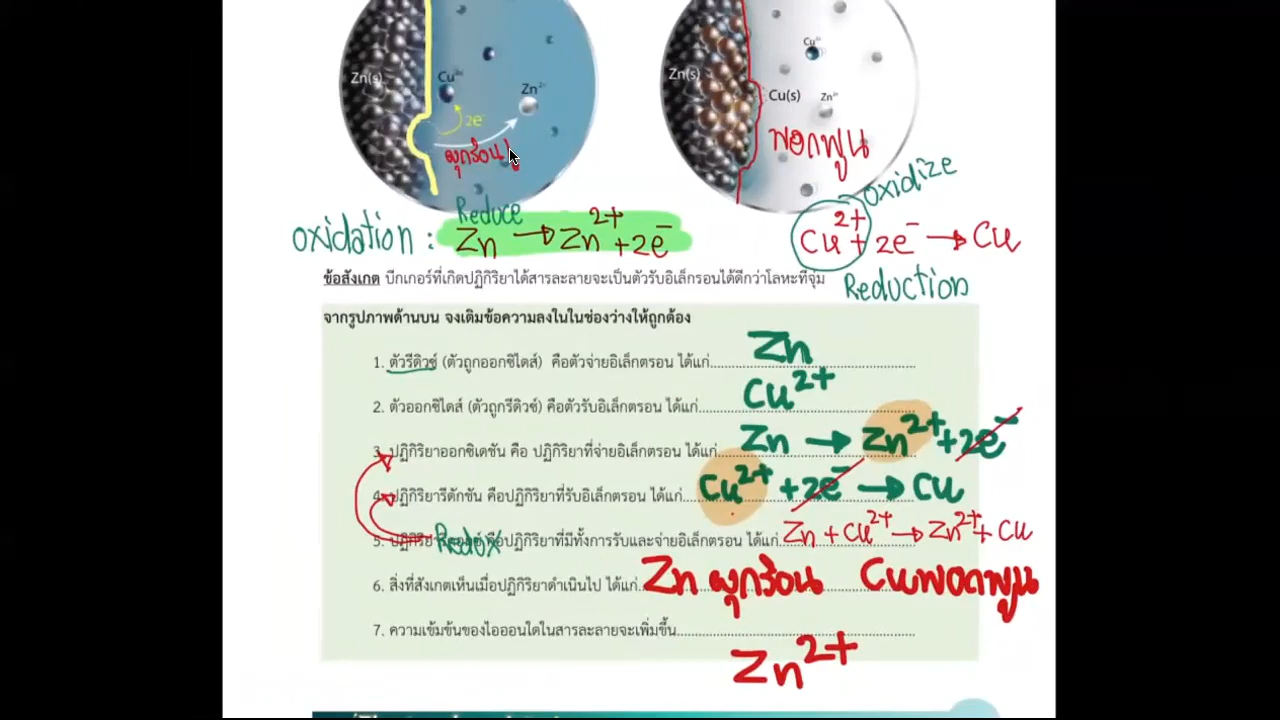 Zn(s) Cu²⁺ Zn²⁺ 2e⁻
ผุกร่อน
Zn(s) Cu²⁺ Cu(s) Zn²⁺
พอกพูน
Reduce
oxidation : Zn → Zn²⁺ + 2e⁻
oxidize
Cu²⁺ + 2e⁻ → Cu
Reduction
ข้อสังเกต บีกเกอร์ที่เกิดปฏิกิริยาได้สารละลายจะเป็นตัวรับอิเล็กรอนได้ดีกว่าโลหะที่จุ่ม
จากรูปภาพด้านบน จงเติมข้อความลงในในช่องว่างให้ถูกต้อง
1. ตัวรีดิวซ์ (ตัวถูกออกซิไดส์) คือตัวจ่ายอิเล็กตรอน ได้แก่ Zn
2. ตัวออกซิไดส์ (ตัวถูกรีดิวซ์) คือตัวรับอิเล็กตรอน ได้แก่ Cu²⁺
3. ปฏิกิริยาออกซิเดชัน คือ ปฏิกิริยาที่จ่ายอิเล็กตรอน ได้แก่ Zn → Zn²⁺ + 2e⁻
4. ปฏิกิริยารีดักชัน คือปฏิกิริยาที่รับอิเล็กตรอน ได้แก่ Cu²⁺ + 2e⁻ → Cu
5. Redox คือปฏิกิริยาที่มีทั้งการรับและจ่ายอิเล็กตรอน ได้แก่ Zn + Cu²⁺ → Zn²⁺ + Cu
6. สิ่งที่สังเกตเห็นเมื่อปฏิกิริยาดำเนินไป ได้แก่ Zn ผุกร่อน Cuพอกพูน
7. ความเข้มข้นของไอออนใดในสารละลายจะเพิ่มขึ้น
Zn²⁺